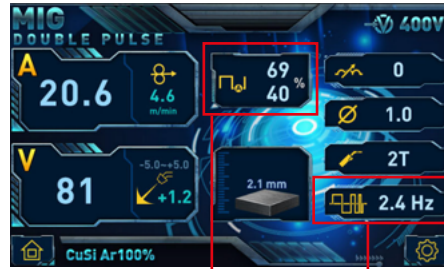 MIG
DOUBLE PULSE
400V
A
20.6
4.6
m/min
69
40
%
0
1.0
2T
V
81
-5.0~+5.0
+1.2
2.1 mm
2.4 Hz
CuSi Ar100%